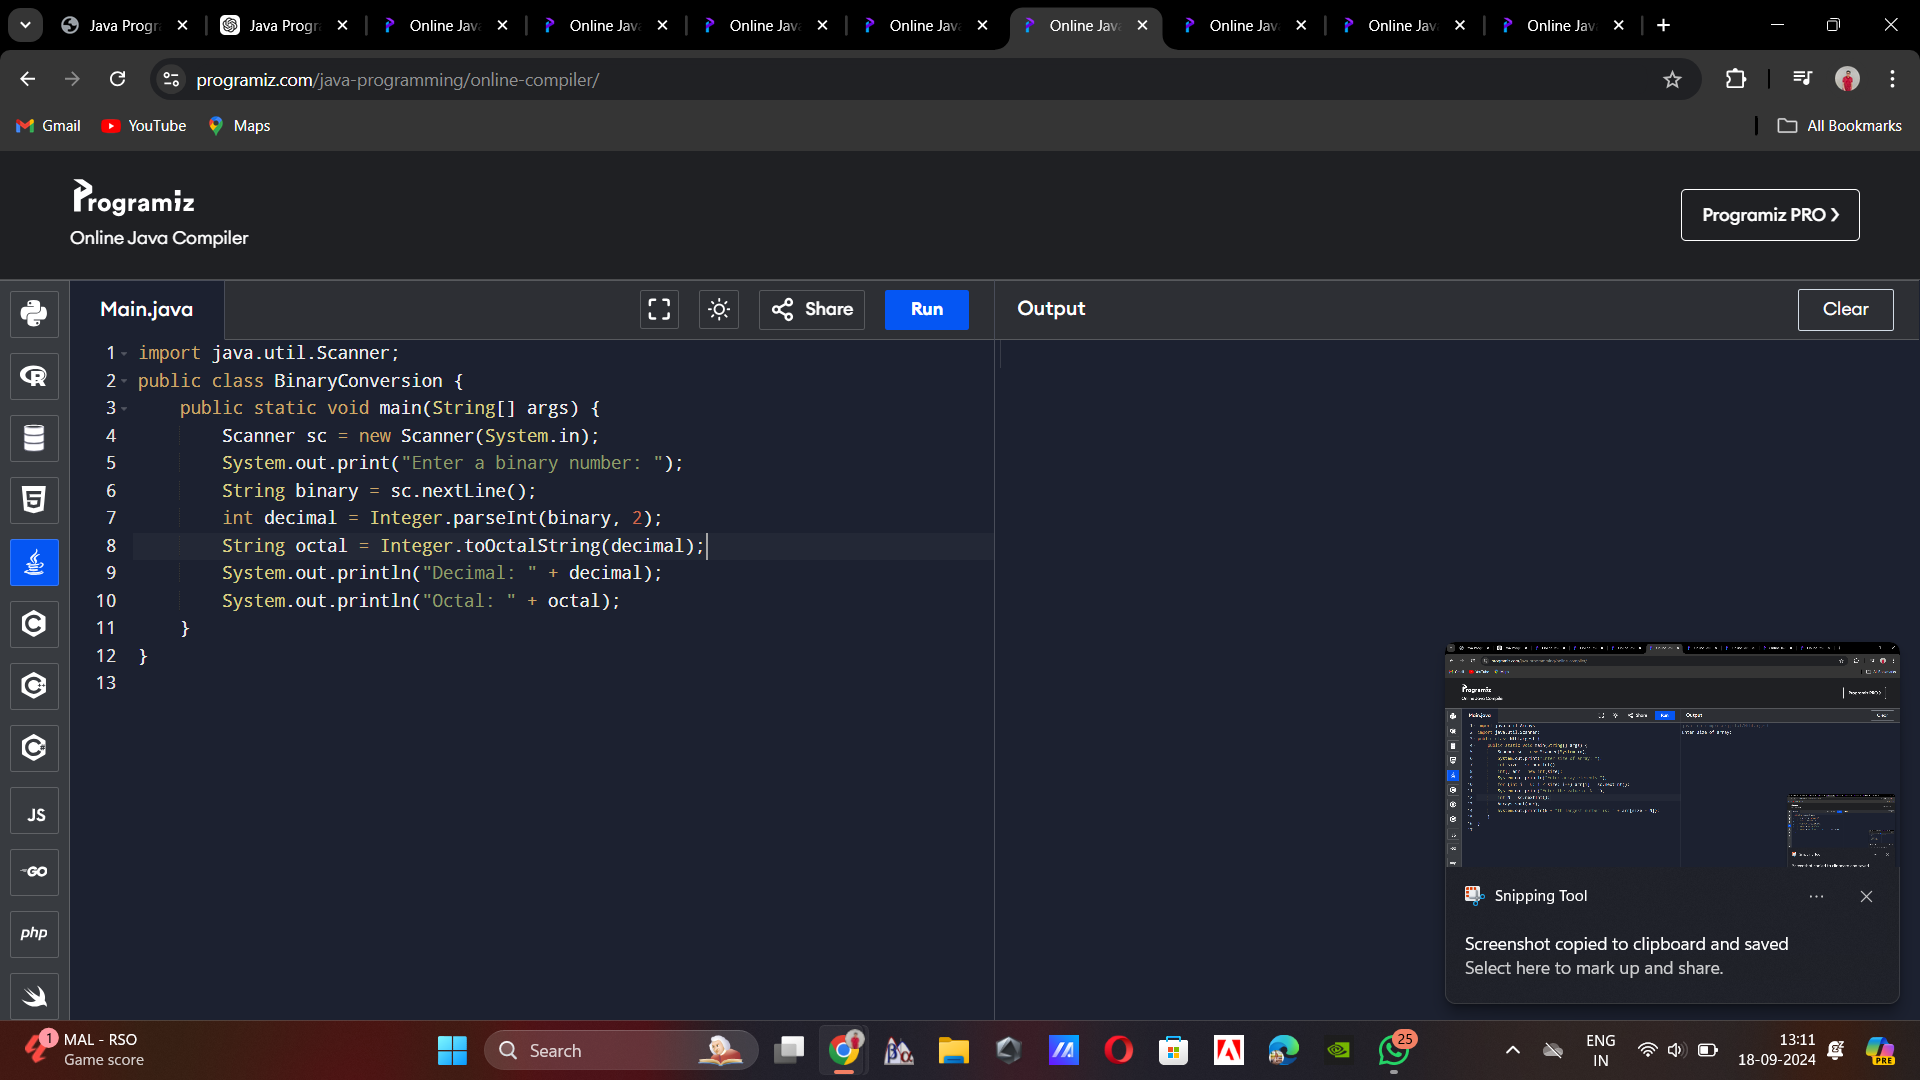 Java Progr
Java Progr
Online Jav
Online Jav
Online Jav
Online Jav
Online Jav
Online Jav
Online Jav
Online Jav
programiz.com/java-programming/online-compiler/
Gmail
YouTube
Maps
All Bookmarks
Programiz
Online Java Compiler
Programiz PRO
Main.java
Share
Run
Output
Clear
1 import java.util.Scanner;
2 public class BinaryConversion {
3 public static void main(String[] args) {
4 Scanner sc = new Scanner(System.in);
5 System.out.print("Enter a binary number: ");
6 String binary = sc.nextLine();
7 int decimal = Integer.parseInt(binary, 2);
8 String octal = Integer.toOctalString(decimal);
9 System.out.println("Decimal: " + decimal);
10 System.out.println("Octal: " + octal);
11 }
12 }
13
JS
GO
php
Snipping Tool
Screenshot copied to clipboard and saved
Select here to mark up and share.
1
MAL - RSO
Game score
Search
25
ENG
IN
13:11
18-09-2024
PRE